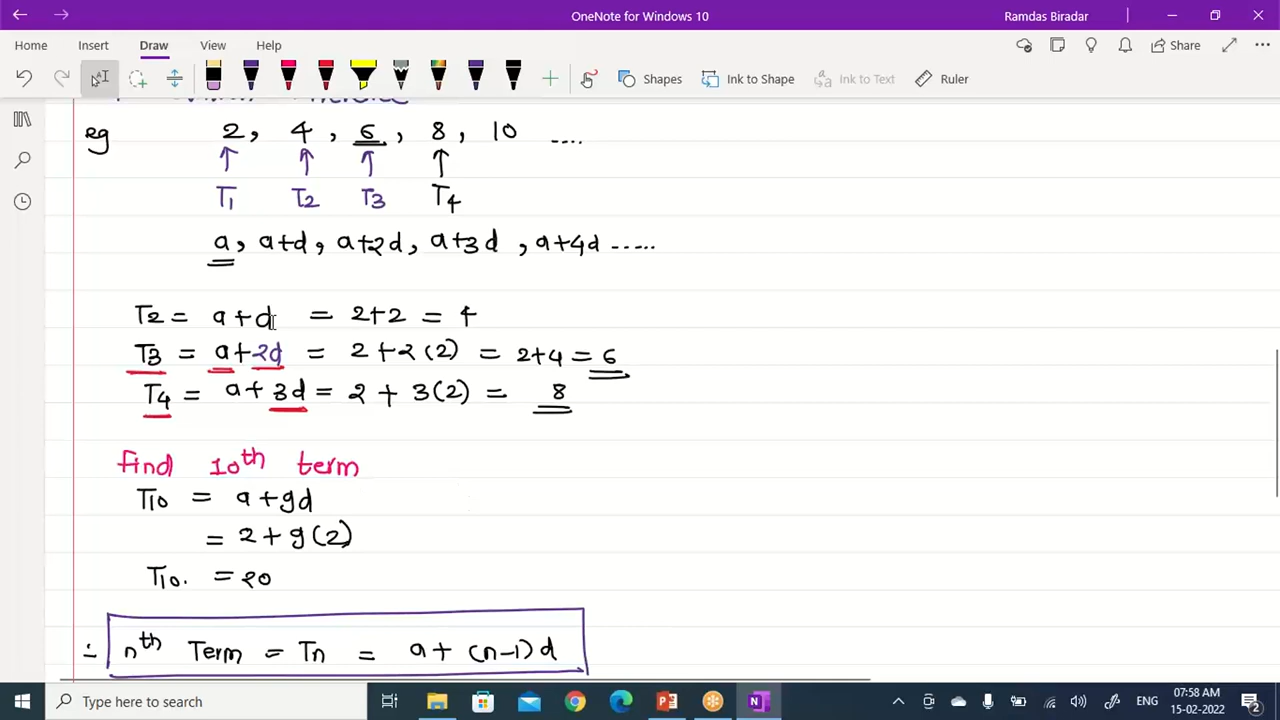 OneNote for Windows 10
Ramdas Biradar
Home Insert Draw View Help
Share
Shapes Ink to Shape Ink to Text Ruler
eg 2, 4, 6, 8, 10 ....
T1 T2 T3 T4
a, a+d, a+2d, a+3d, a+4d .....
T2 = a+d = 2+2 = 4
T3 = a+2d = 2+2(2) = 2+4 = 6
T4 = a+3d = 2+3(2) = 8
find 10th term
T10 = a+9d
= 2+9(2)
T10. = 20
∴ nth Term = Tn = a+(n-1)d
Type here to search
ENG
07:58 AM
15-02-2022
2